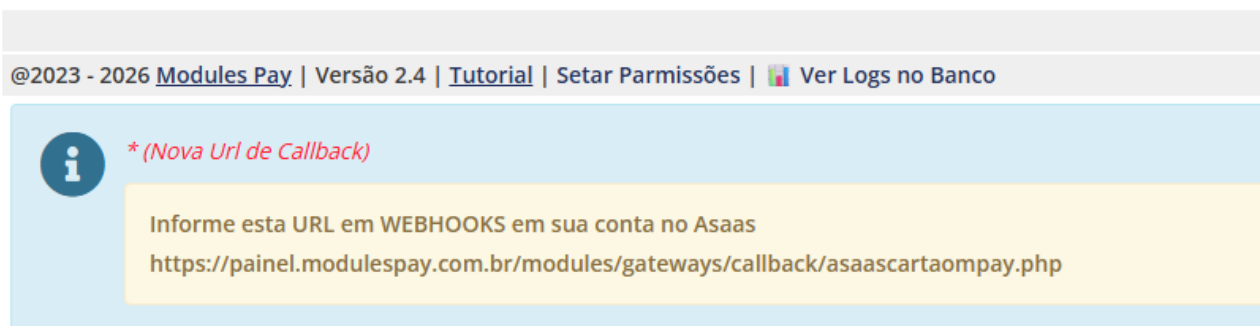 @2023 - 2026 Modules Pay | Versão 2.4 | Tutorial | Setar Parmissões | Ver Logs no Banco
* (Nova Url de Callback)
Informe esta URL em WEBHOOKS em sua conta no Asaas
https://painel.modulespay.com.br/modules/gateways/callback/asaascartaompay.php